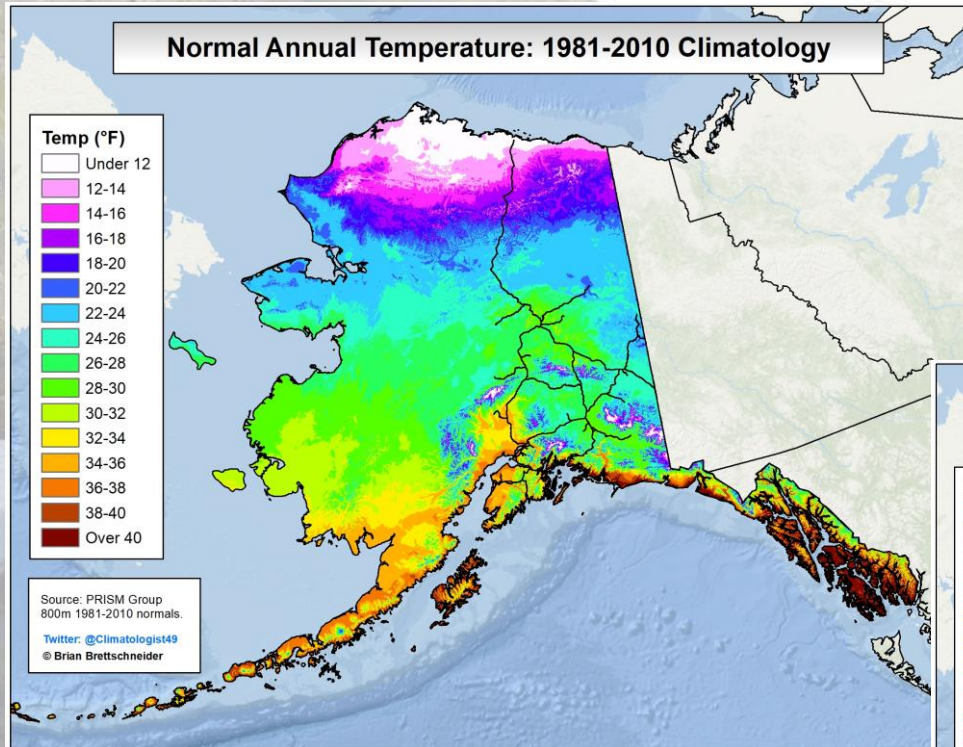 Normal Annual Temperature: 1981-2010 Climatology
Temp (°F)
Under 12
12-14
14-16
16-18
18-20
20-22
22-24
24-26
26-28
28-30
30-32
32-34
34-36
36-38
38-40
Over 40
Source: PRISM Group
800m 1981-2010 normals.
Twitter: @Climatologist49
© Brian Brettschneider